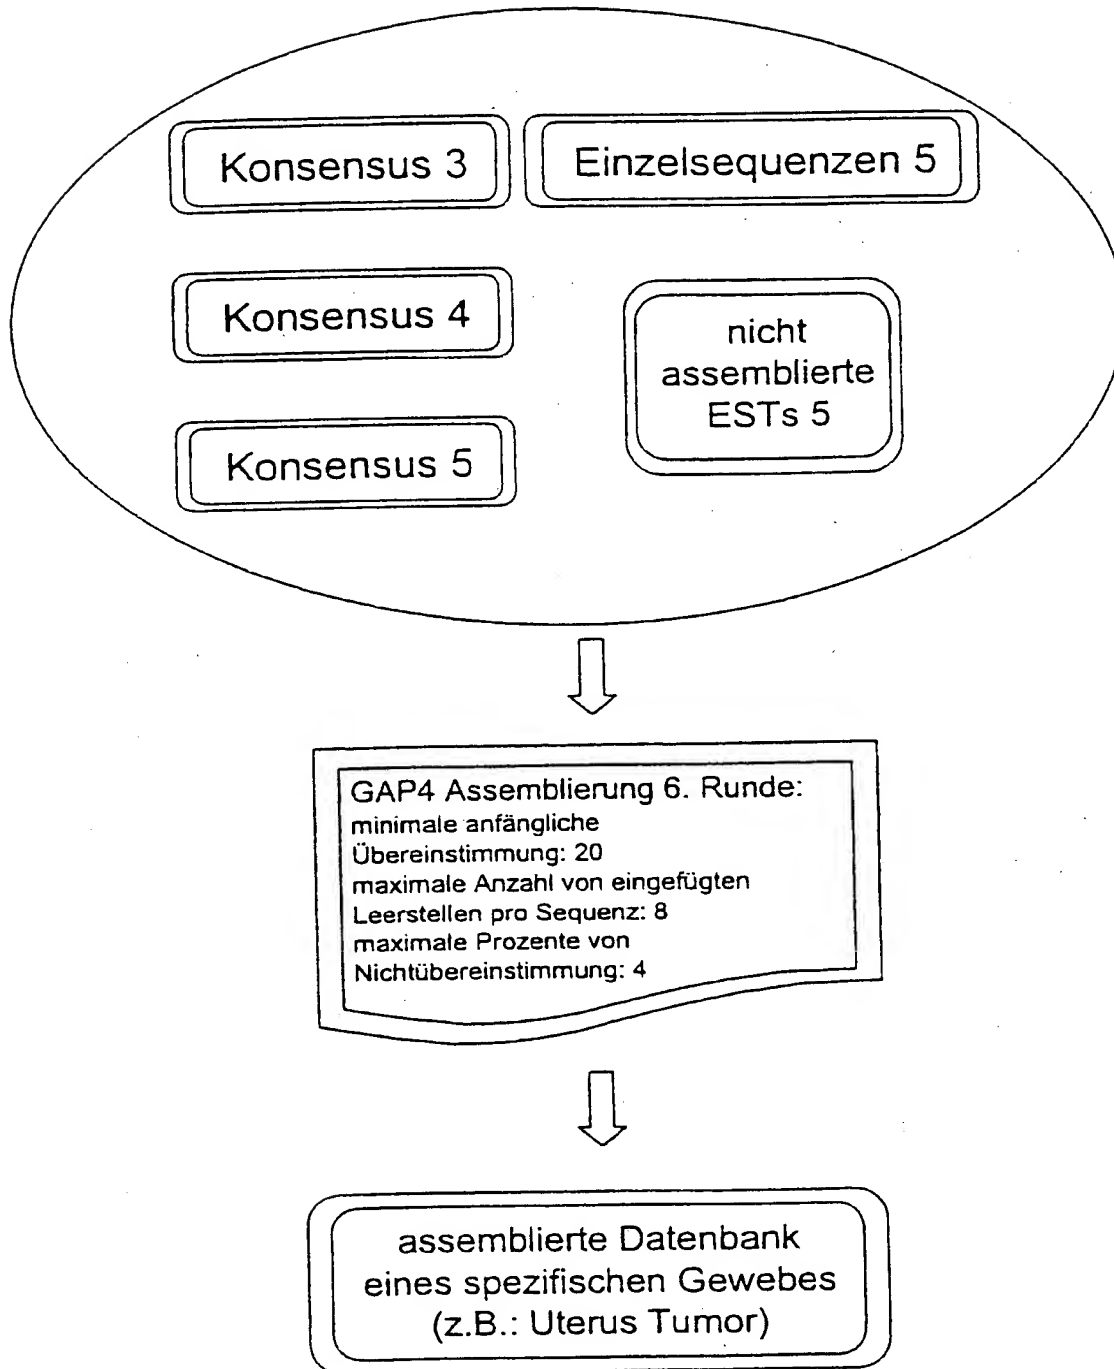 Konsensus 3
Einzelsequenzen 5
Konsensus 4
nicht
assemblierte
ESTs 5
Konsensus 5
GAP4 Assemblierung 6. Runde:
minimale anfängliche
Übereinstimmung: 20
maximale Anzahl von eingefügten
Leerstellen pro Sequenz: 8
maximale Prozente von
Nichtübereinstimmung: 4
assemblierte Datenbank
eines spezifischen Gewebes
(z.B.: Uterus Tumor)